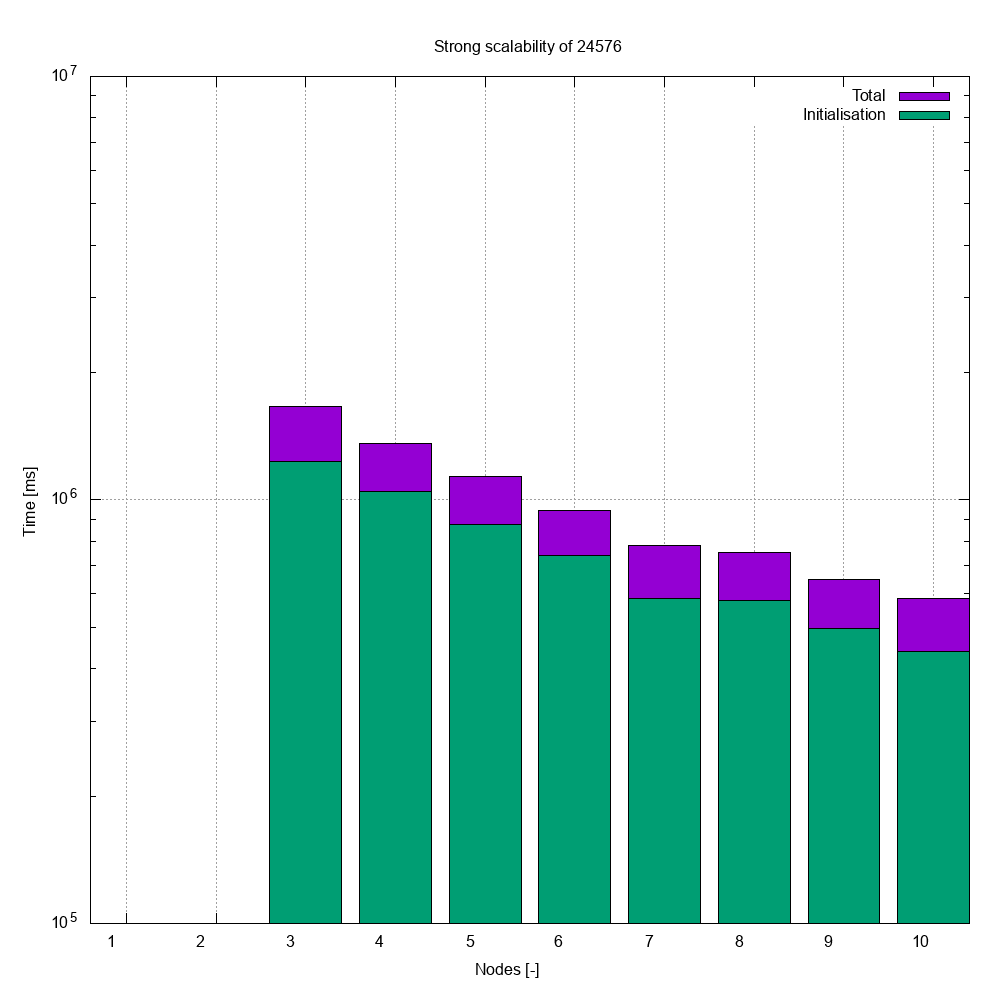 Strong scalability of 24576
10^7
Total
Initialisation
Time [ms]
10^6
10^5
1 2 3 4 5 6 7 8 9 10
Nodes [-]